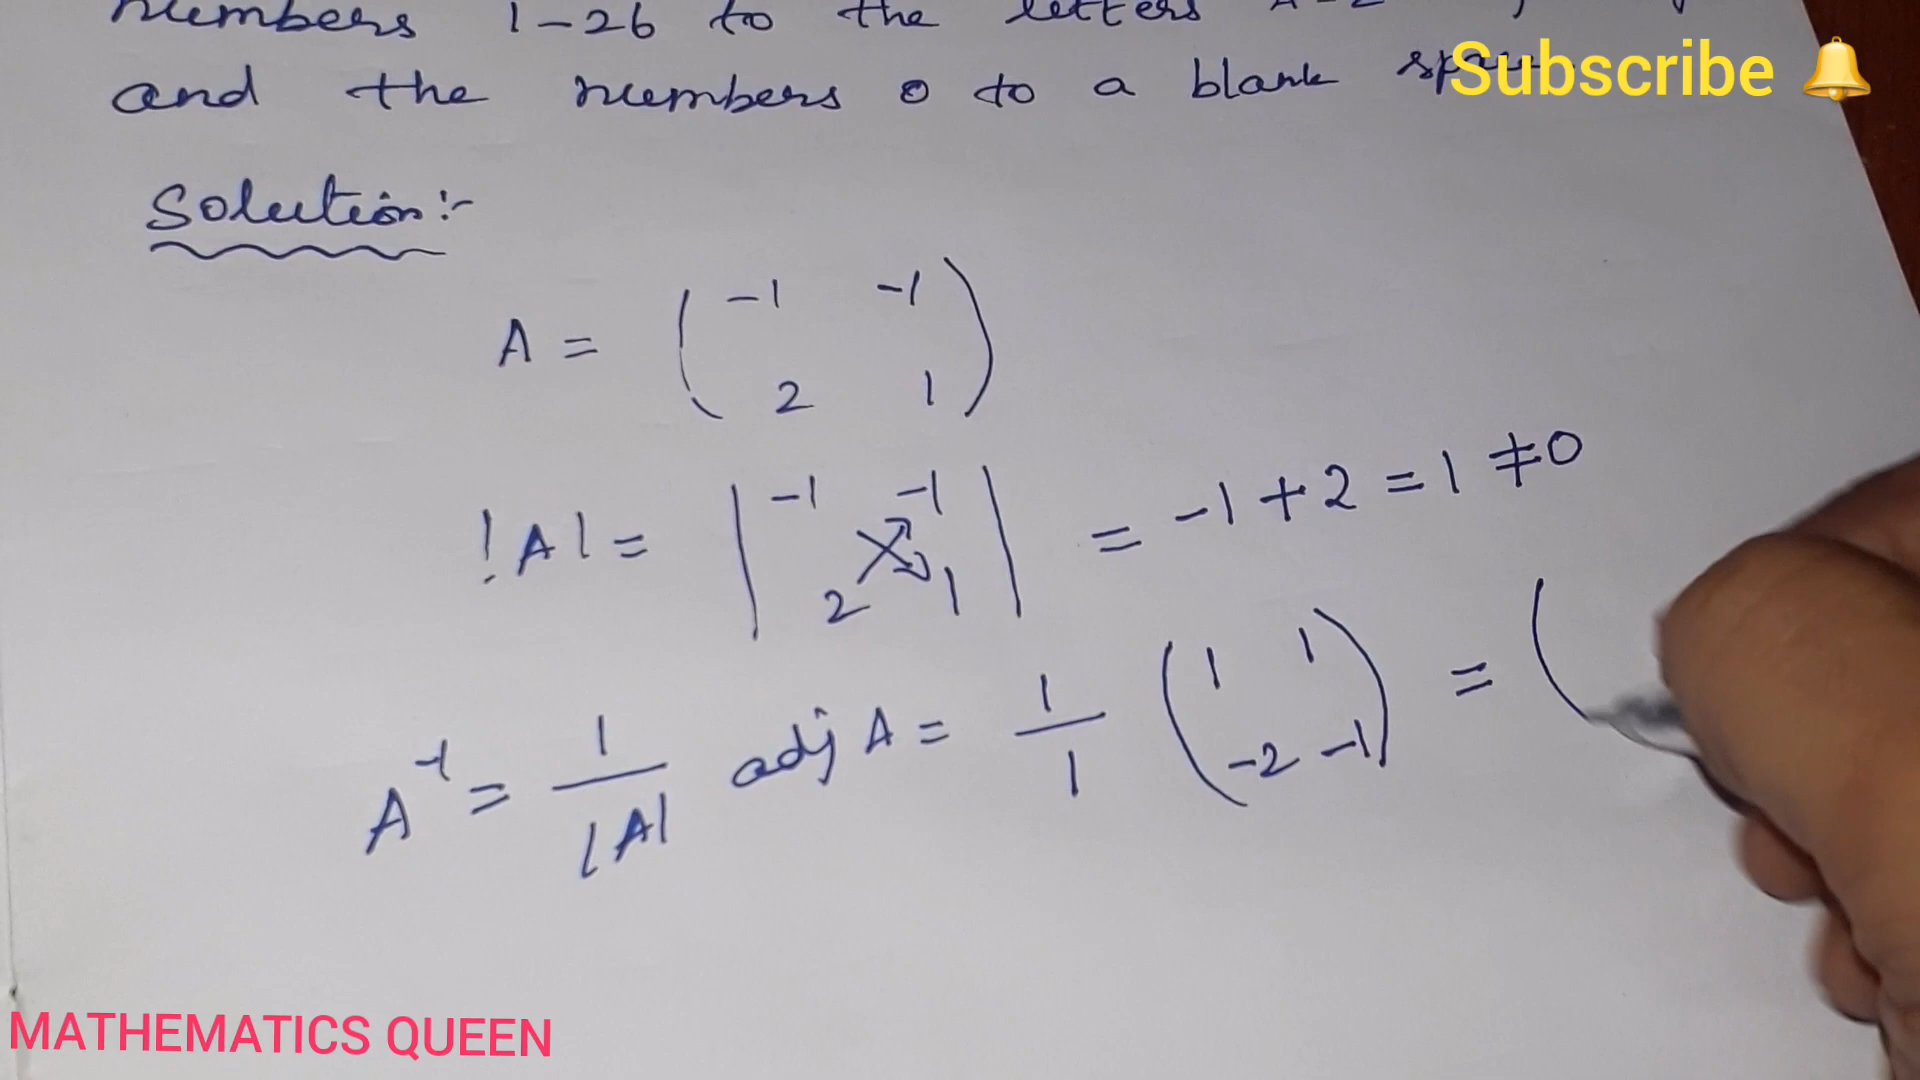 numbers 1-26 to the letters
and the numbers 0 to a blank
Subscribe
Solution:-
A = ( -1 -1
2 1 )
|A| = | -1 -1
2 1 | = -1 + 2 = 1 ≠ 0
A⁻¹ = 1/|A| adj A = 1/1 ( 1 1
-2 -1 ) = (
MATHEMATICS QUEEN